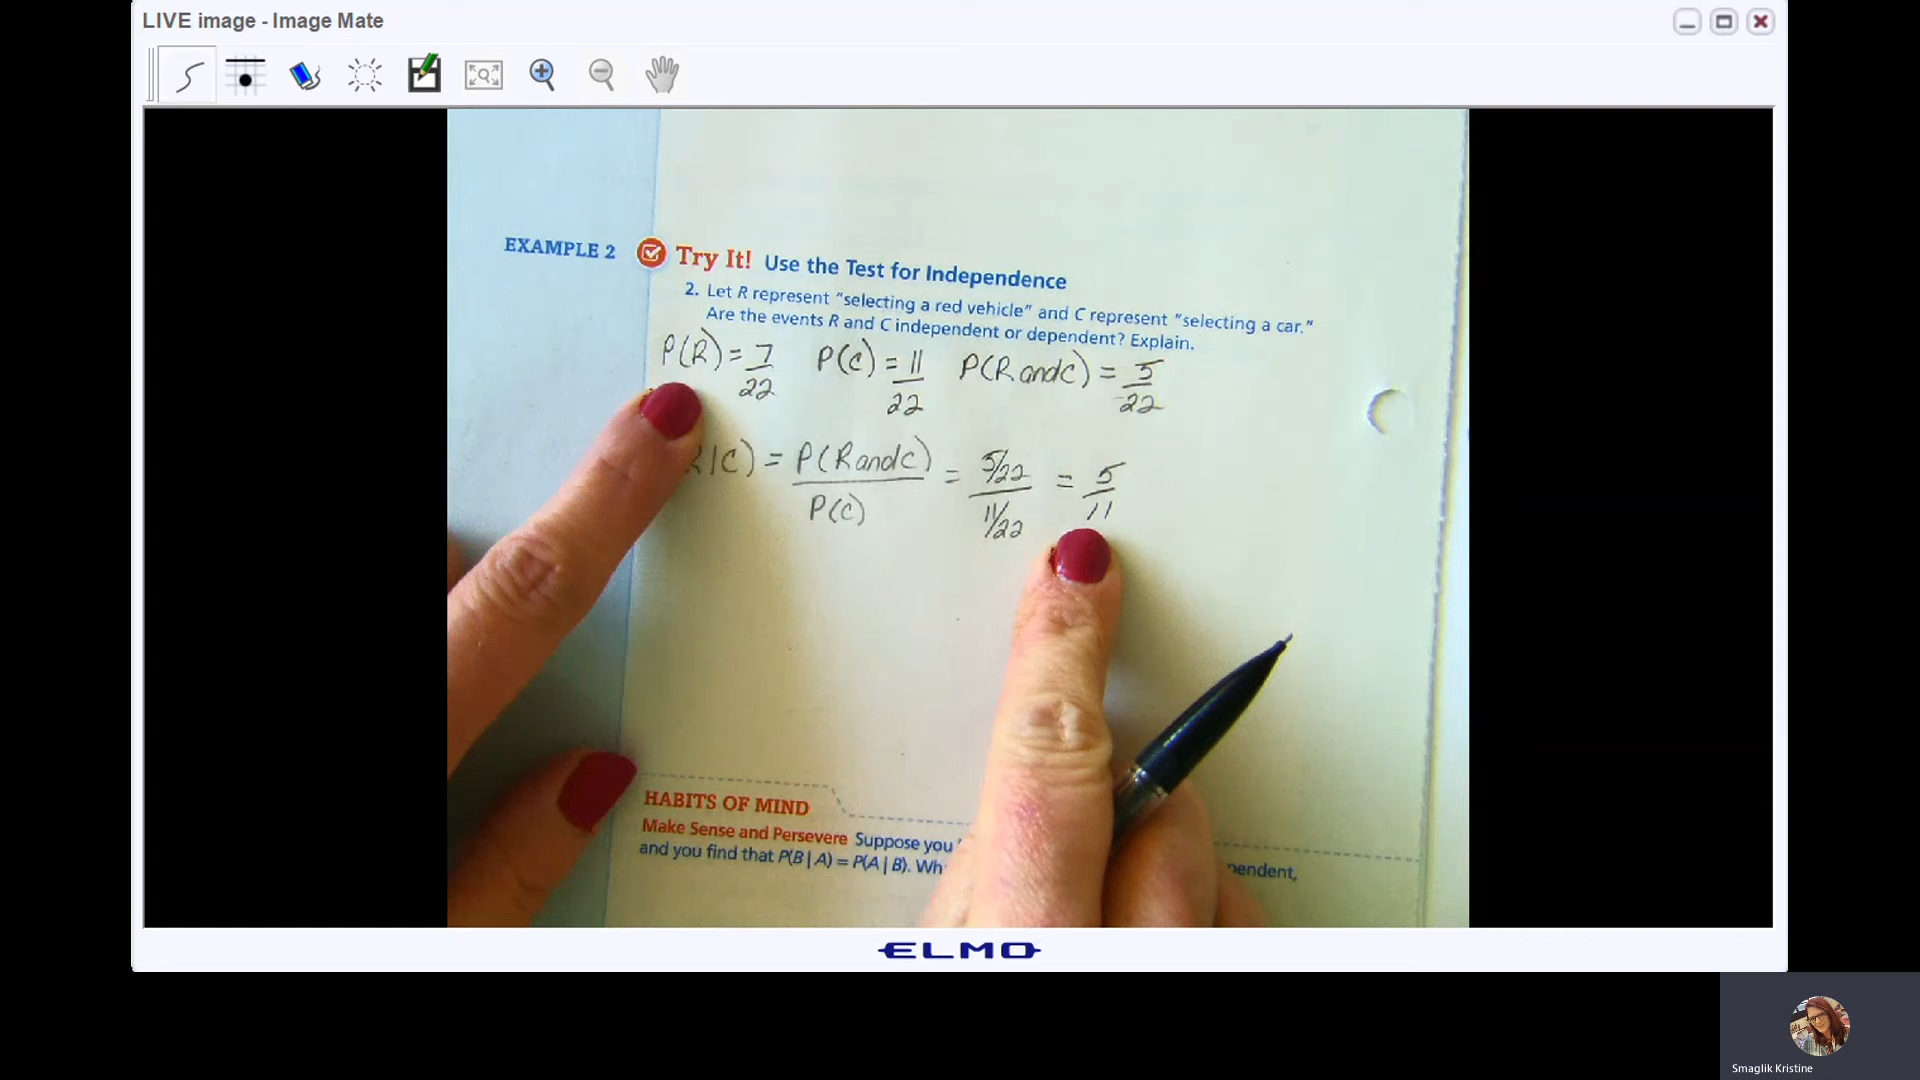 LIVE image - Image Mate
EXAMPLE 2 Try It! Use the Test for Independence
2. Let R represent "selecting a red vehicle" and C represent "selecting a car."
Are the events R and C independent or dependent? Explain.
P(R) = 7/22 P(C) = 11/22 P(R and C) = 5/22
R|C) = P(R and C)/P(C) = 5/22 / 11/22 = 5/11
HABITS OF MIND
Make Sense and Persevere Suppose you
and you find that P(B | A) = P(A | B).
ELMO
Smaglik Kristine